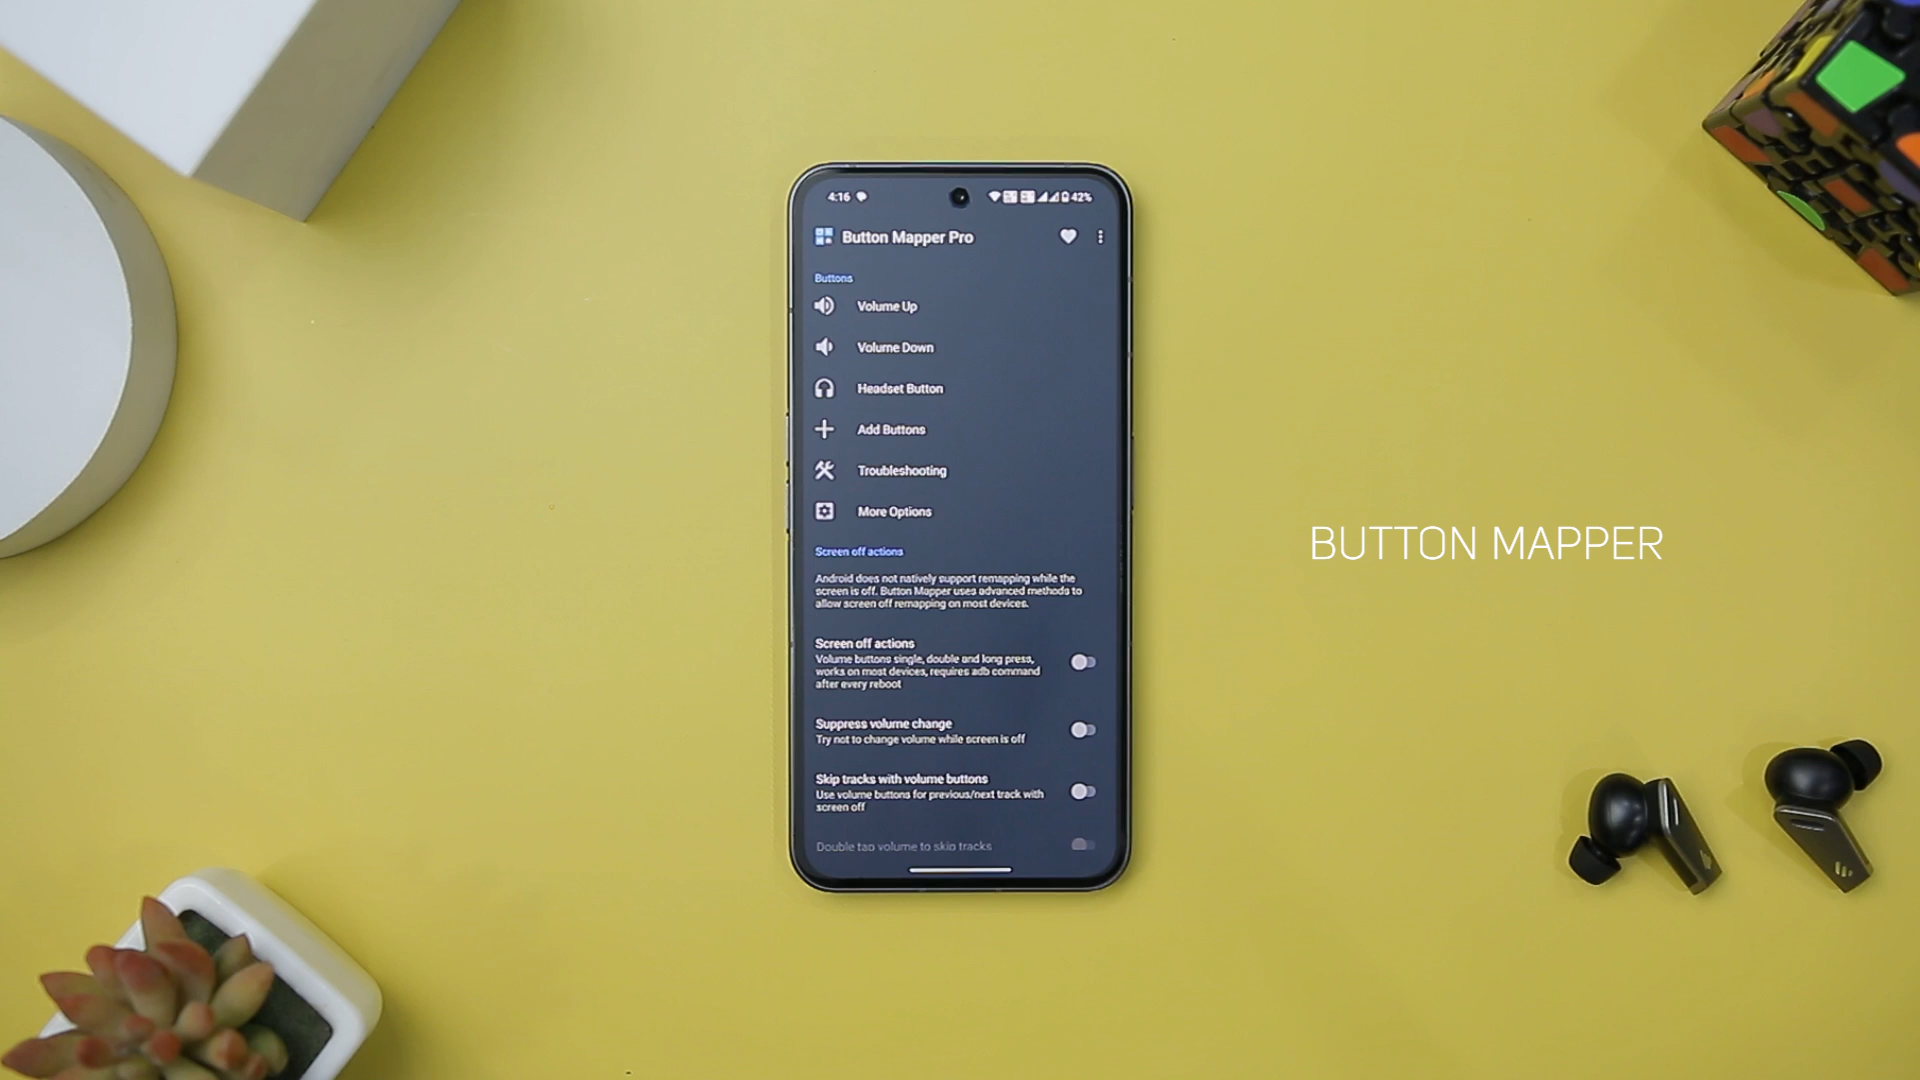 4:16
42%
Button Mapper Pro
Buttons
Volume Up
Volume Down
Headset Button
Add Buttons
Troubleshooting
More Options
Screen off actions
Android does not natively support remapping while the
screen is off. Button Mapper uses advanced methods to
allow screen off remapping on most devices.
Screen off actions
Volume buttons single, double and long press,
works on most devices, requires adb command
after every reboot
Suppress volume change
Try not to change volume while screen is off
Skip tracks with volume buttons
Use volume buttons for previous/next track with
screen off
Double tap volume to skip tracks
BUTTON MAPPER